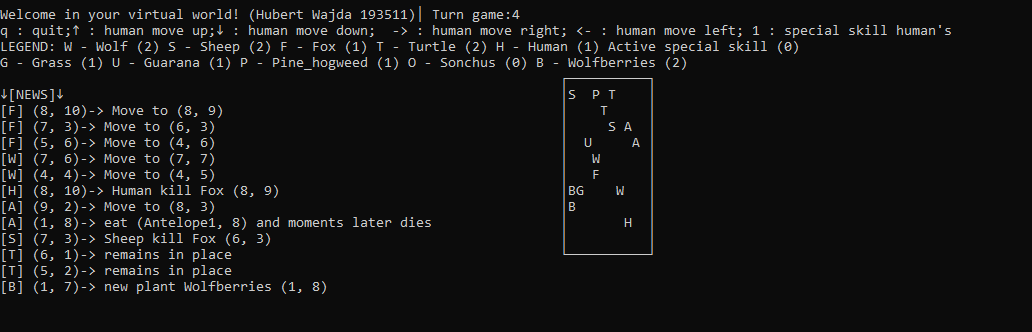 Welcome in your virtual world! (Hubert Wajda 193511)| Turn game:4
q : quit;↑ : human move up;↓ : human move down;  -> : human move right; <- : human move left; 1 : special skill human's
LEGEND: W - Wolf (2) S - Sheep (2) F - Fox (1) T - Turtle (2) H - Human (1) Active special skill (0)
G - Grass (1) U - Guarana (1) P - Pine_hogweed (1) O - Sonchus (0) B - Wolfberries (2)
↓[NEWS]↓
[F] (8, 10)-> Move to (8, 9)
[F] (7, 3)-> Move to (6, 3)
[F] (5, 6)-> Move to (4, 6)
[W] (7, 6)-> Move to (7, 7)
[W] (4, 4)-> Move to (4, 5)
[H] (8, 10)-> Human kill Fox (8, 9)
[A] (9, 2)-> Move to (8, 3)
[A] (1, 8)-> eat (Antelope1, 8) and moments later dies
[S] (7, 3)-> Sheep kill Fox (6, 3)
[T] (6, 1)-> remains in place
[T] (5, 2)-> remains in place
[B] (1, 7)-> new plant Wolfberries (1, 8)
S  P T
T
S A
U     A
W
F
BG    W
B
H